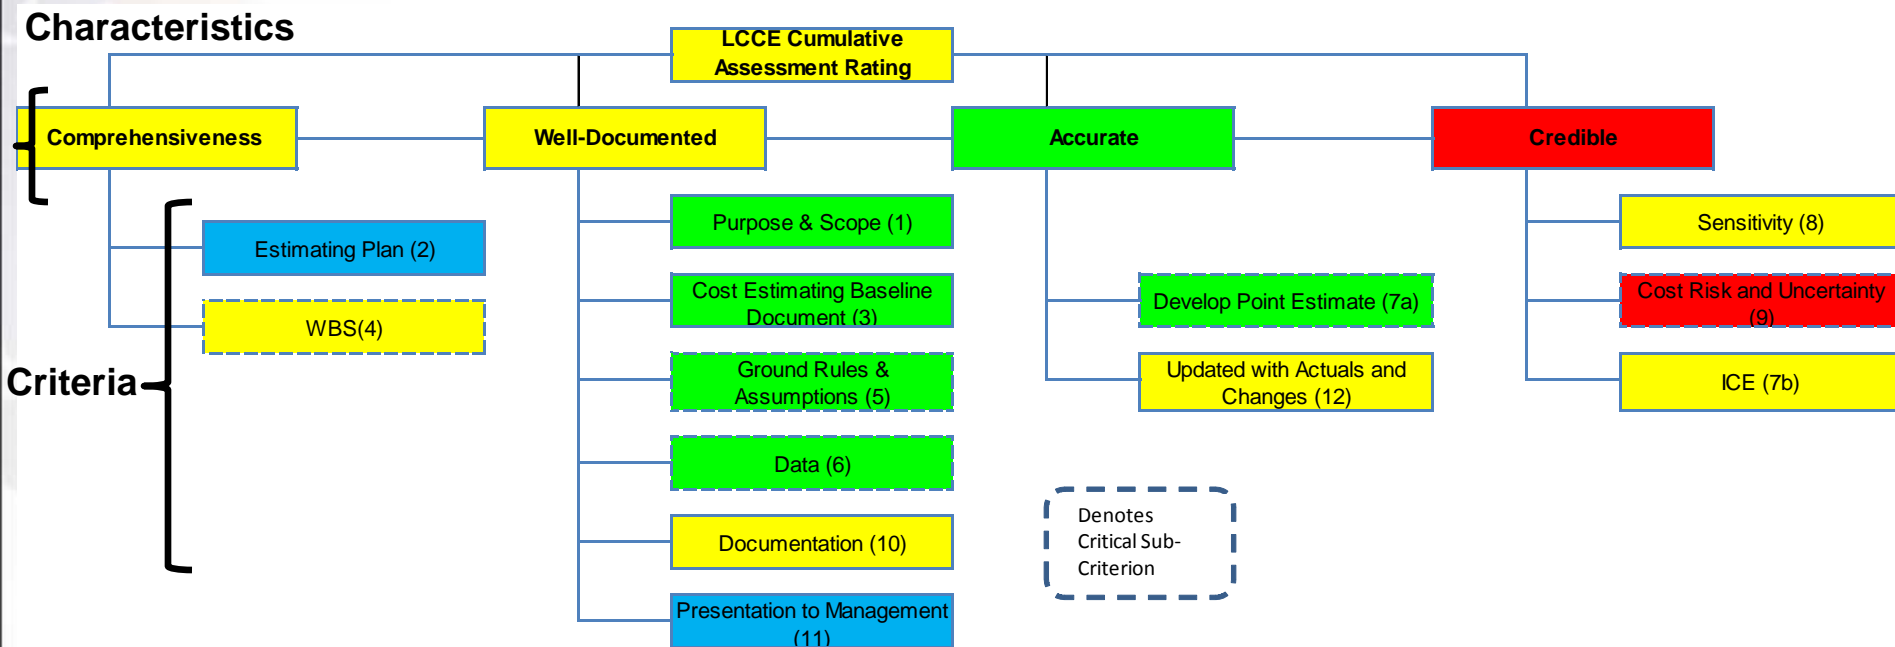 Characteristics
LCCE Cumulative
Assessment Rating
Comprehensiveness
Well-Documented
Accurate
Credible
Criteria
Estimating Plan (2)
WBS(4)
Purpose & Scope (1)
Cost Estimating Baseline
Document (3)
Ground Rules &
Assumptions (5)
Data (6)
Documentation (10)
Presentation to Management
(11)
Develop Point Estimate (7a)
Updated with Actuals and
Changes (12)
Sensitivity (8)
Cost Risk and Uncertainty
(9)
ICE (7b)
Denotes
Critical Sub-
Criterion